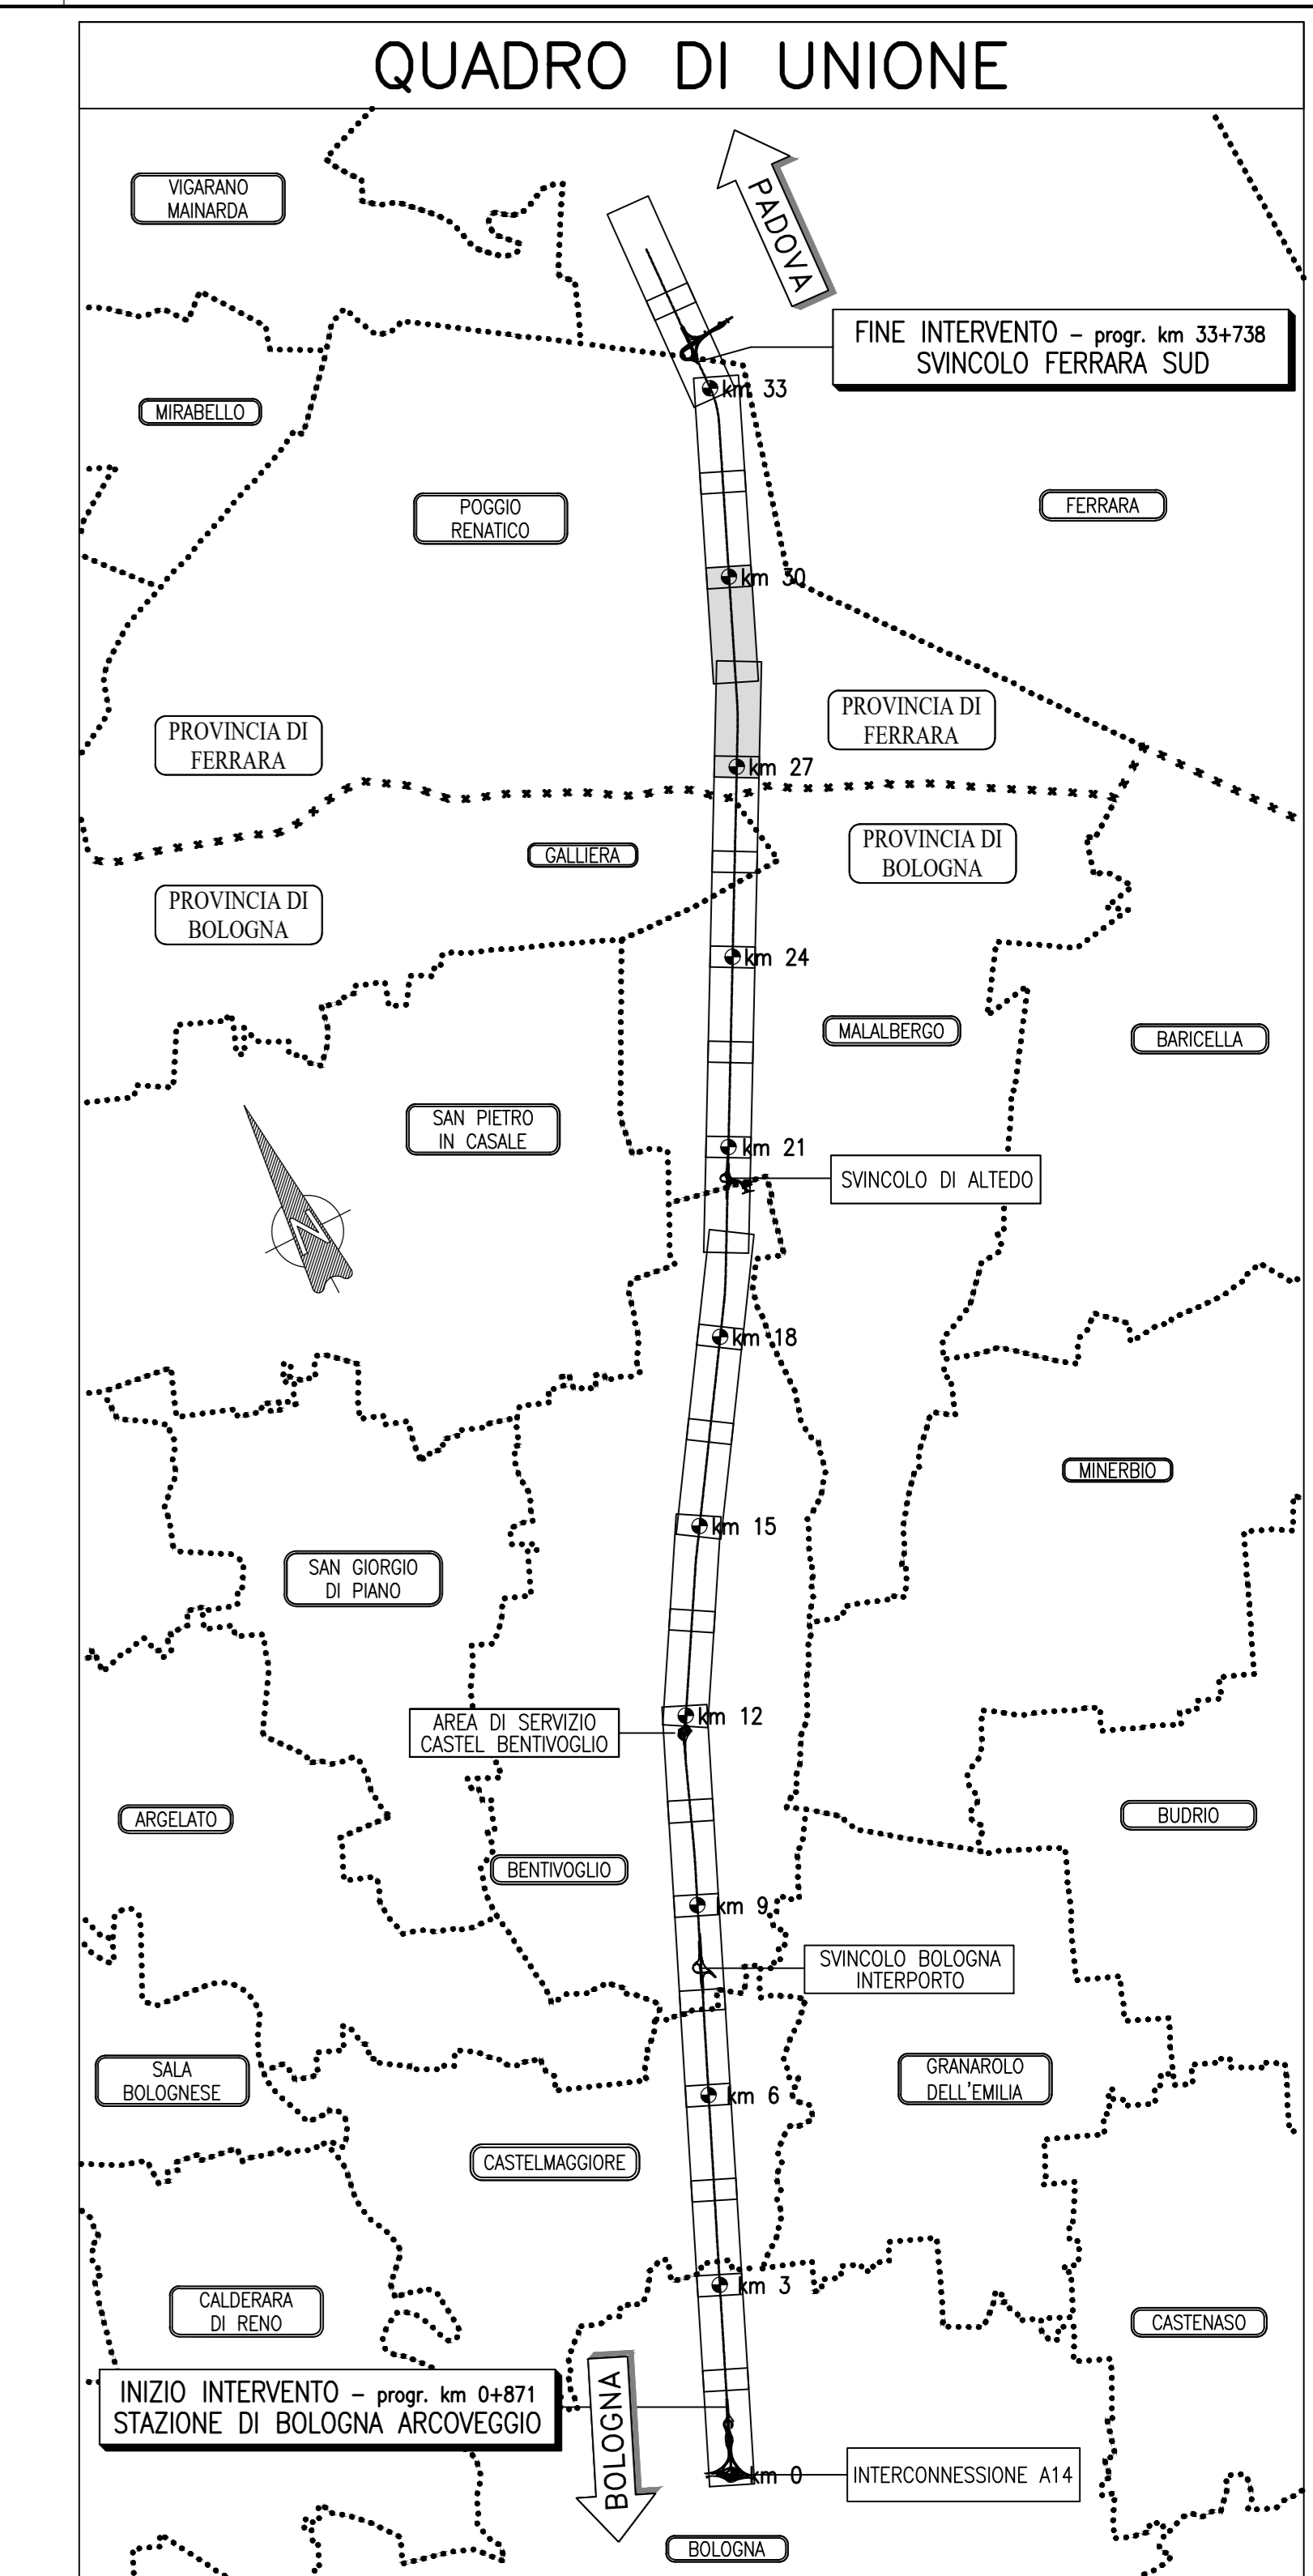 QUADRO DI UNIONE
VIGARANO
MAINARDA
PADOVA
FINE INTERVENTO – progr. km 33+738
SVINCOLO FERRARA SUD
km 33
MIRABELLO
POGGIO
RENATICO
FERRARA
km 30
PROVINCIA DI
FERRARA
PROVINCIA DI
FERRARA
km 27
GALLIERA
PROVINCIA DI
BOLOGNA
PROVINCIA DI
BOLOGNA
km 24
MALALBERGO
BARICELLA
SAN PIETRO
IN CASALE
km 21
SVINCOLO DI ALTEDO
N
km 18
MINERBIO
km 15
SAN GIORGIO
DI PIANO
km 12
AREA DI SERVIZIO
CASTEL BENTIVOGLIO
ARGELATO
BUDRIO
BENTIVOGLIO
km 9
SVINCOLO BOLOGNA
INTERPORTO
SALA
BOLOGNESE
GRANAROLO
DELL'EMILIA
km 6
CASTELMAGGIORE
km 3
CALDERARA
DI RENO
CASTENASO
INIZIO INTERVENTO – progr. km 0+871
STAZIONE DI BOLOGNA ARCOVEGGIO
BOLOGNA
km 0
INTERCONNESSIONE A14
BOLOGNA